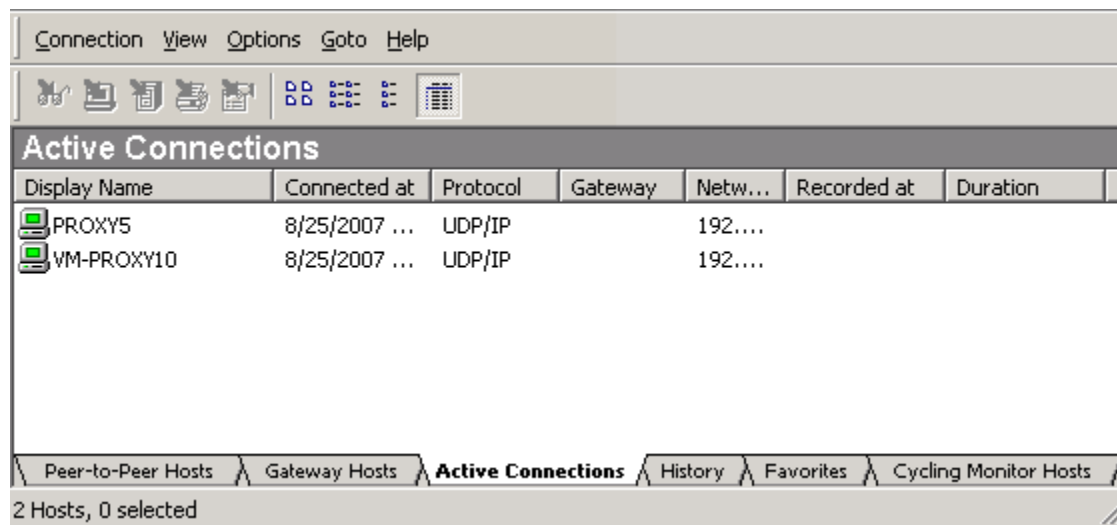 Connection View Options Goto Help
Active Connections
Display Name Connected at Protocol Gateway Netw... Recorded at Duration
PROXY5 8/25/2007 ... UDP/IP 192....
VM-PROXY10 8/25/2007 ... UDP/IP 192....
Peer-to-Peer Hosts Gateway Hosts Active Connections History Favorites Cycling Monitor Hosts
2 Hosts, 0 selected